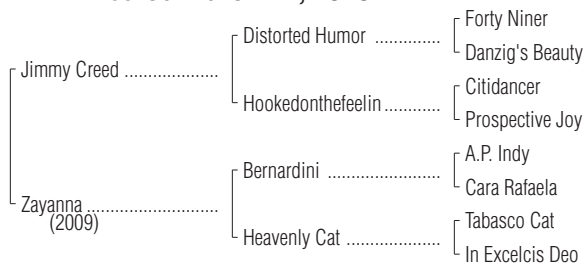 Forty Niner
Distorted Humor ................
Danzig's Beauty
Jimmy Creed ...................
Citidancer
Hookedonthefeelin ............
Prospective Joy
A.P. Indy
Bernardini .......................
Cara Rafaela
Zayanna ...........................
(2009)
Tabasco Cat
Heavenly Cat ...................
In Excelcis Deo